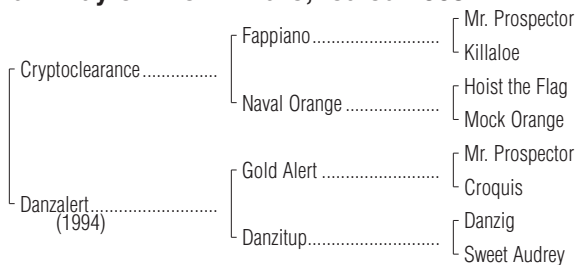 Mr. Prospector
Fappiano
Killaloe
Cryptoclearance
Hoist the Flag
Naval Orange
Mock Orange
Mr. Prospector
Gold Alert
Croquis
Danzalert
(1994)
Danzig
Danzitup
Sweet Audrey